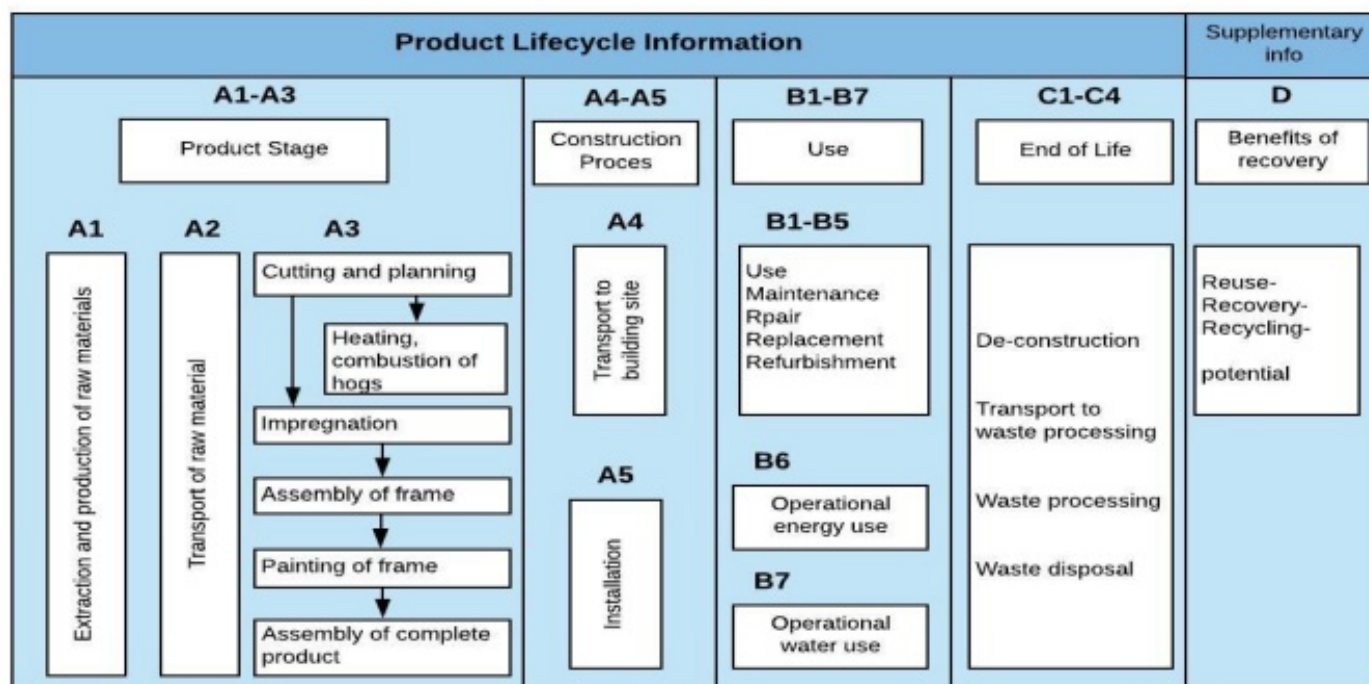 Product Lifecycle Information
Supplementary
info
A1-A3
Product Stage
A1
Extraction and production of raw materials
A2
Transport of raw material
A3
Cutting and planning
Heating,
combustion of
hogs
Impregnation
Assembly of frame
Painting of frame
Assembly of complete
product
A4-A5
Construction
Proces
A4
Transport to
building site
A5
Installation
B1-B7
Use
B1-B5
Use
Maintenance
Rpair
Replacement
Refurbishment
B6
Operational
energy use
B7
Operational
water use
C1-C4
End of Life
De-construction
Transport to
waste processing
Waste processing
Waste disposal
D
Benefits of
recovery
Reuse-
Recovery-
Recycling-
potential